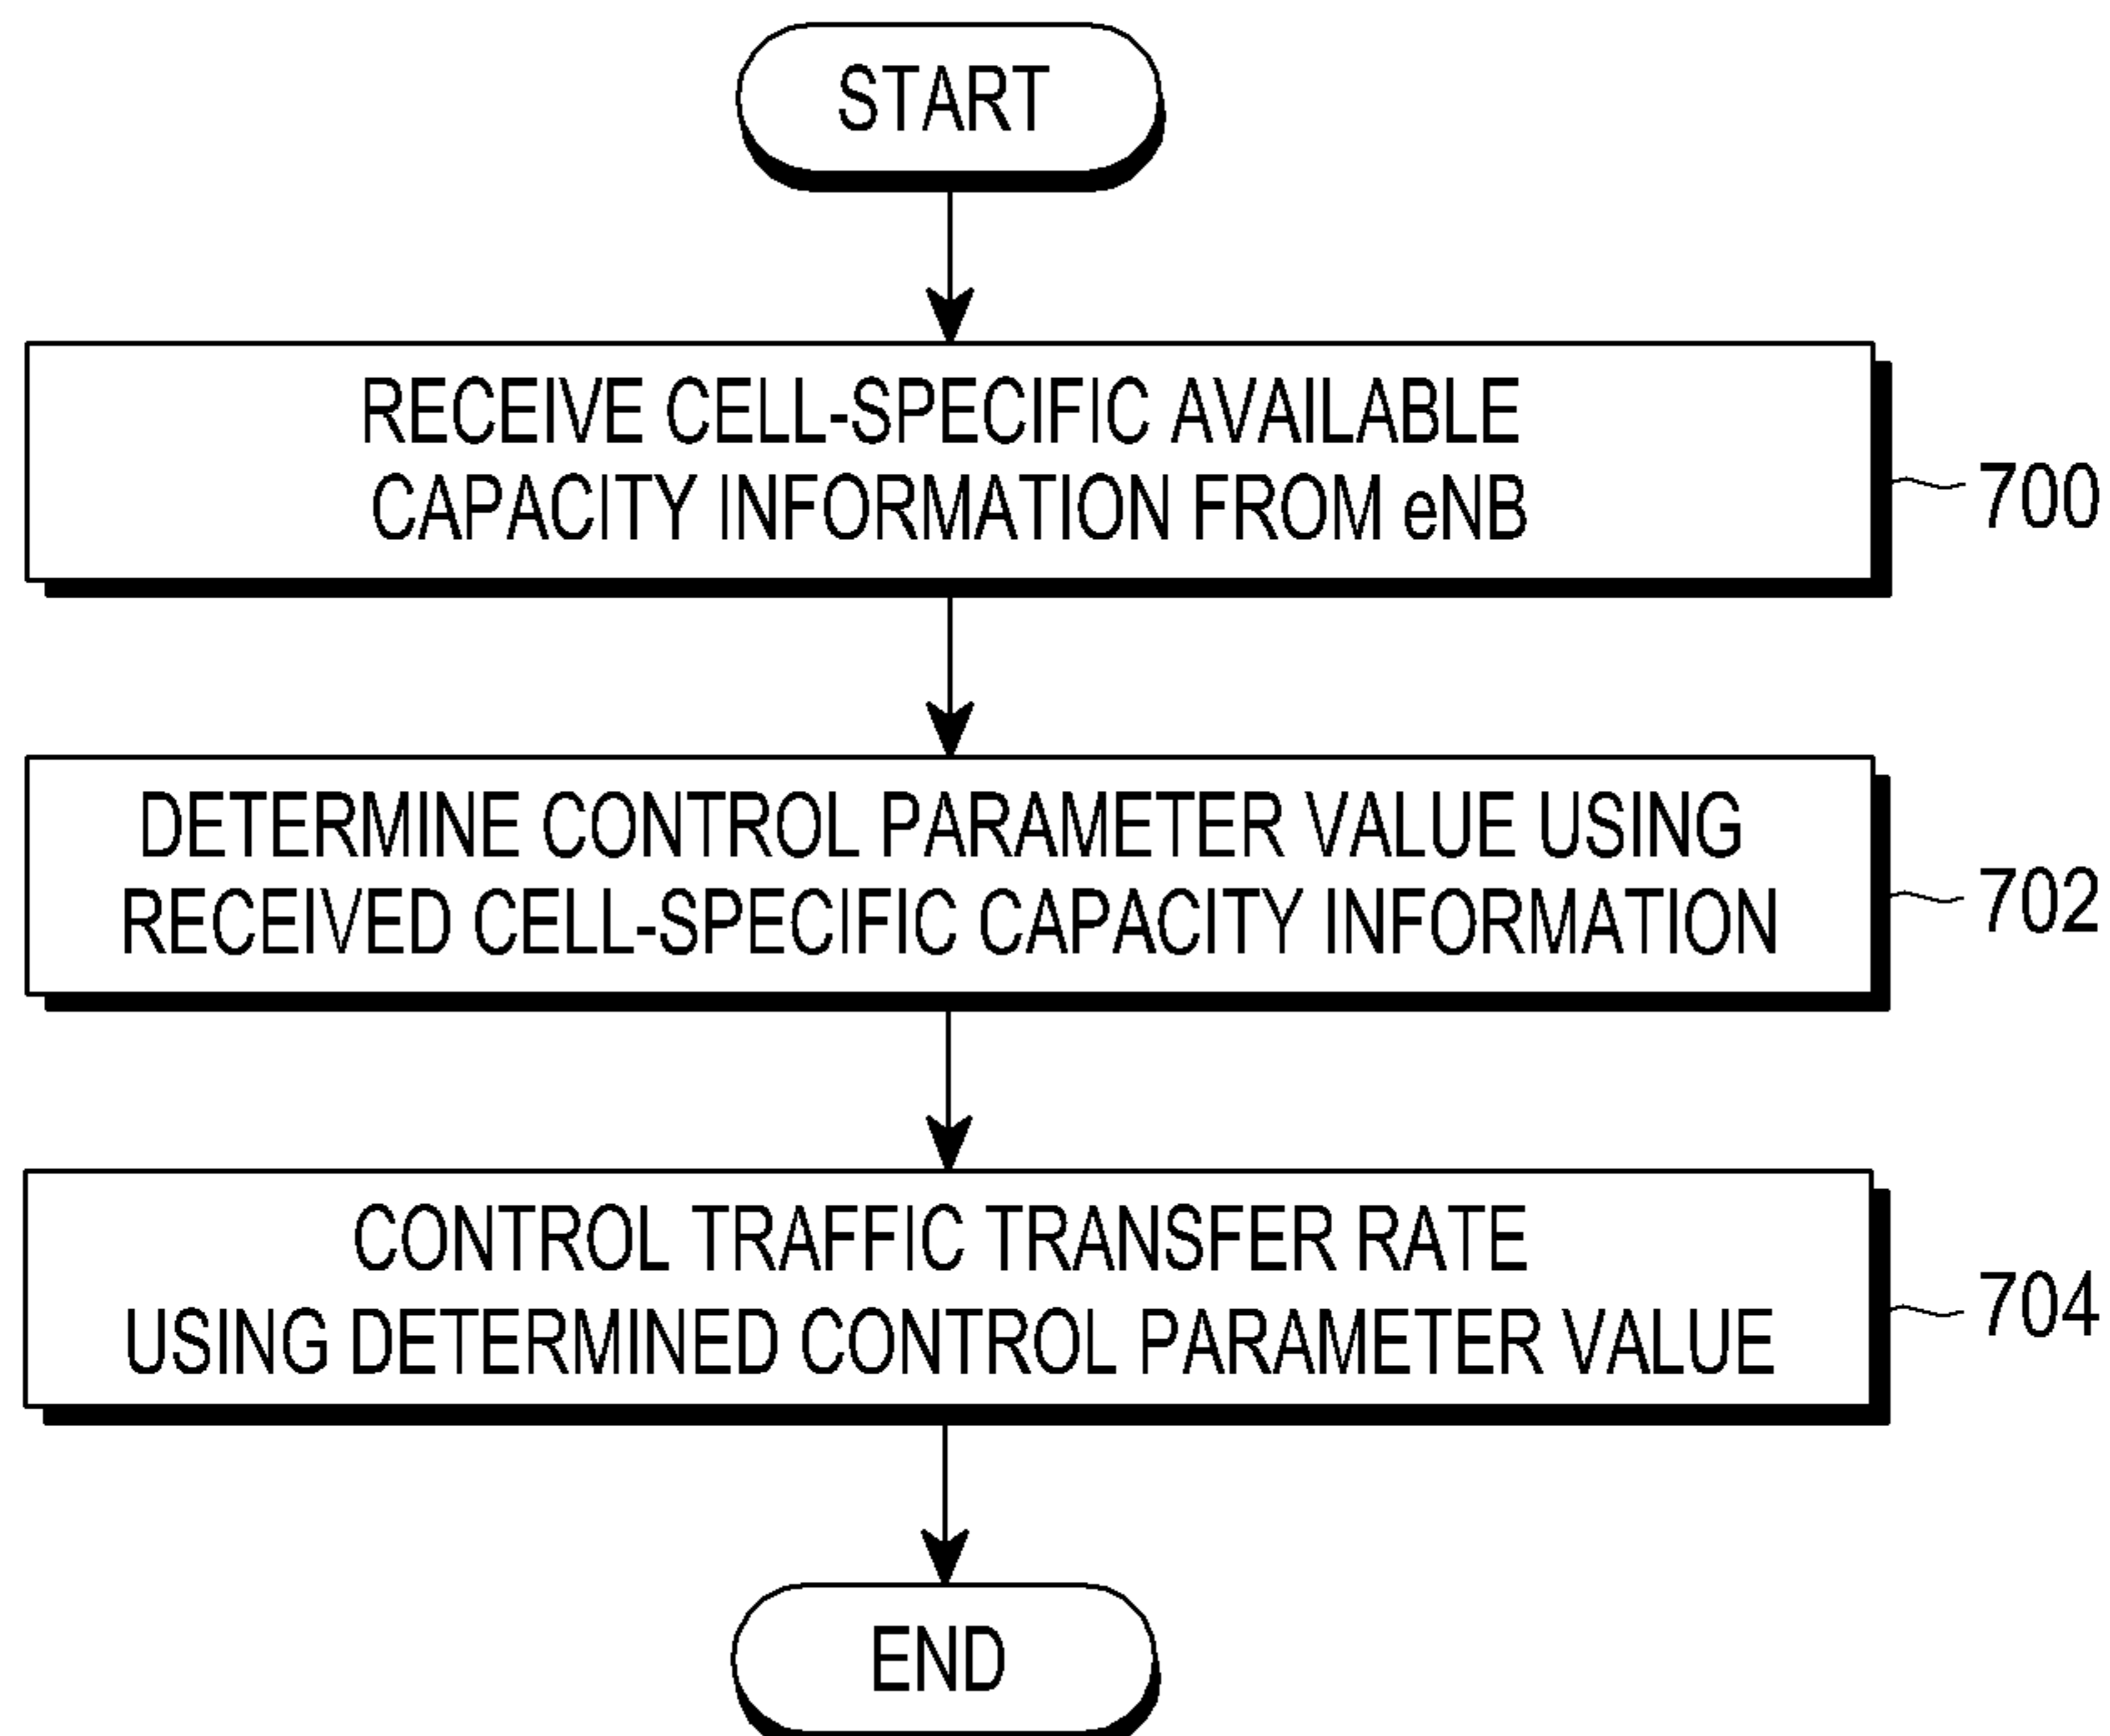 START
RECEIVE CELL-SPECIFIC AVAILABLE
CAPACITY INFORMATION FROM eNB
700
DETERMINE CONTROL PARAMETER VALUE USING
RECEIVED CELL-SPECIFIC CAPACITY INFORMATION
702
CONTROL TRAFFIC TRANSFER RATE
USING DETERMINED CONTROL PARAMETER VALUE
704
END